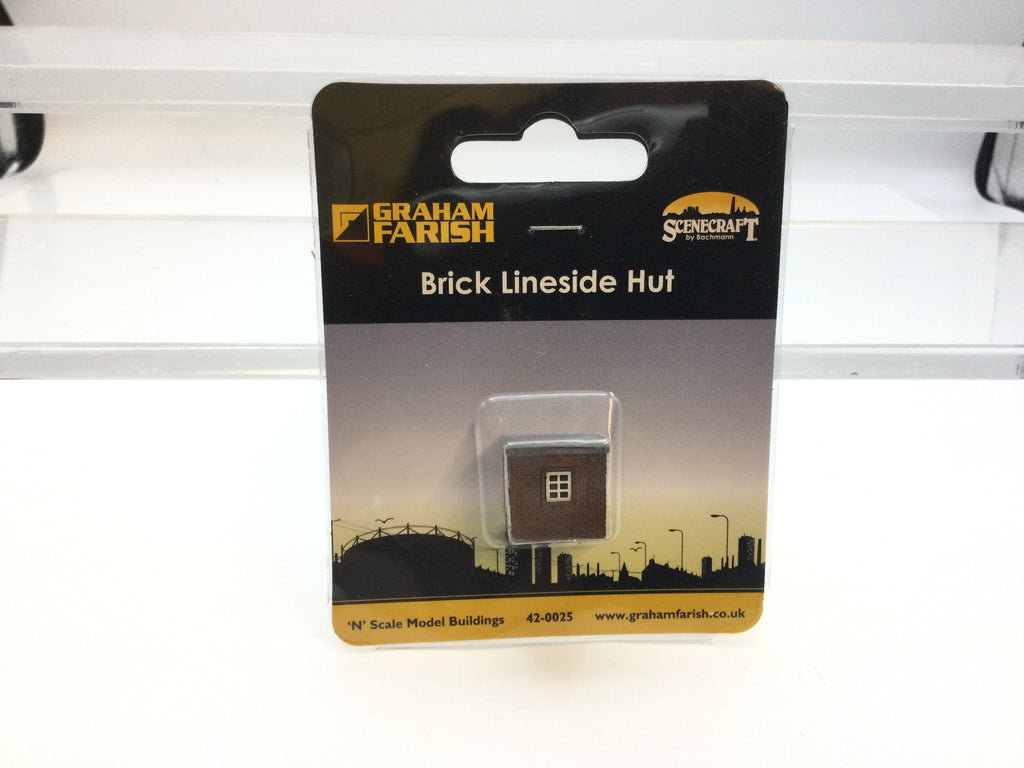 GRAHAM
FARISH
SCENECRAFT
by Bachmann
Brick Lineside Hut
'N' Scale Model Buildings 42-0025 www.grahamfarish.co.uk